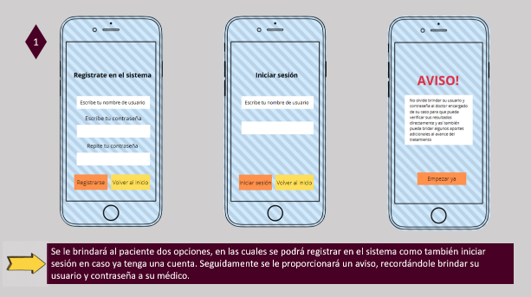 1
Registrate en el sistema
Escribe tu nombre de usuario
Escribe tu contraseña
Repite tu contraseña
Registrarse
Volver al inicio
Iniciar sesión
Escribe tu nombre de usuario
Iniciar sesión
Volver al inicio
AVISO!
No olvide brindar su usuario y
contraseña al doctor encargado
de su caso para que pueda
verificar sus resultados
directamente y así también
pueda brindar algunos aportes
adicionales al avance del
tratamiento
Empezar ya
Se le brindará al paciente dos opciones, en las cuales se podrá registrar en el sistema como también iniciar
sesión en caso ya tenga una cuenta. Seguidamente se le proporcionará un aviso, recordándole brindar su
usuario y contraseña a su médico.